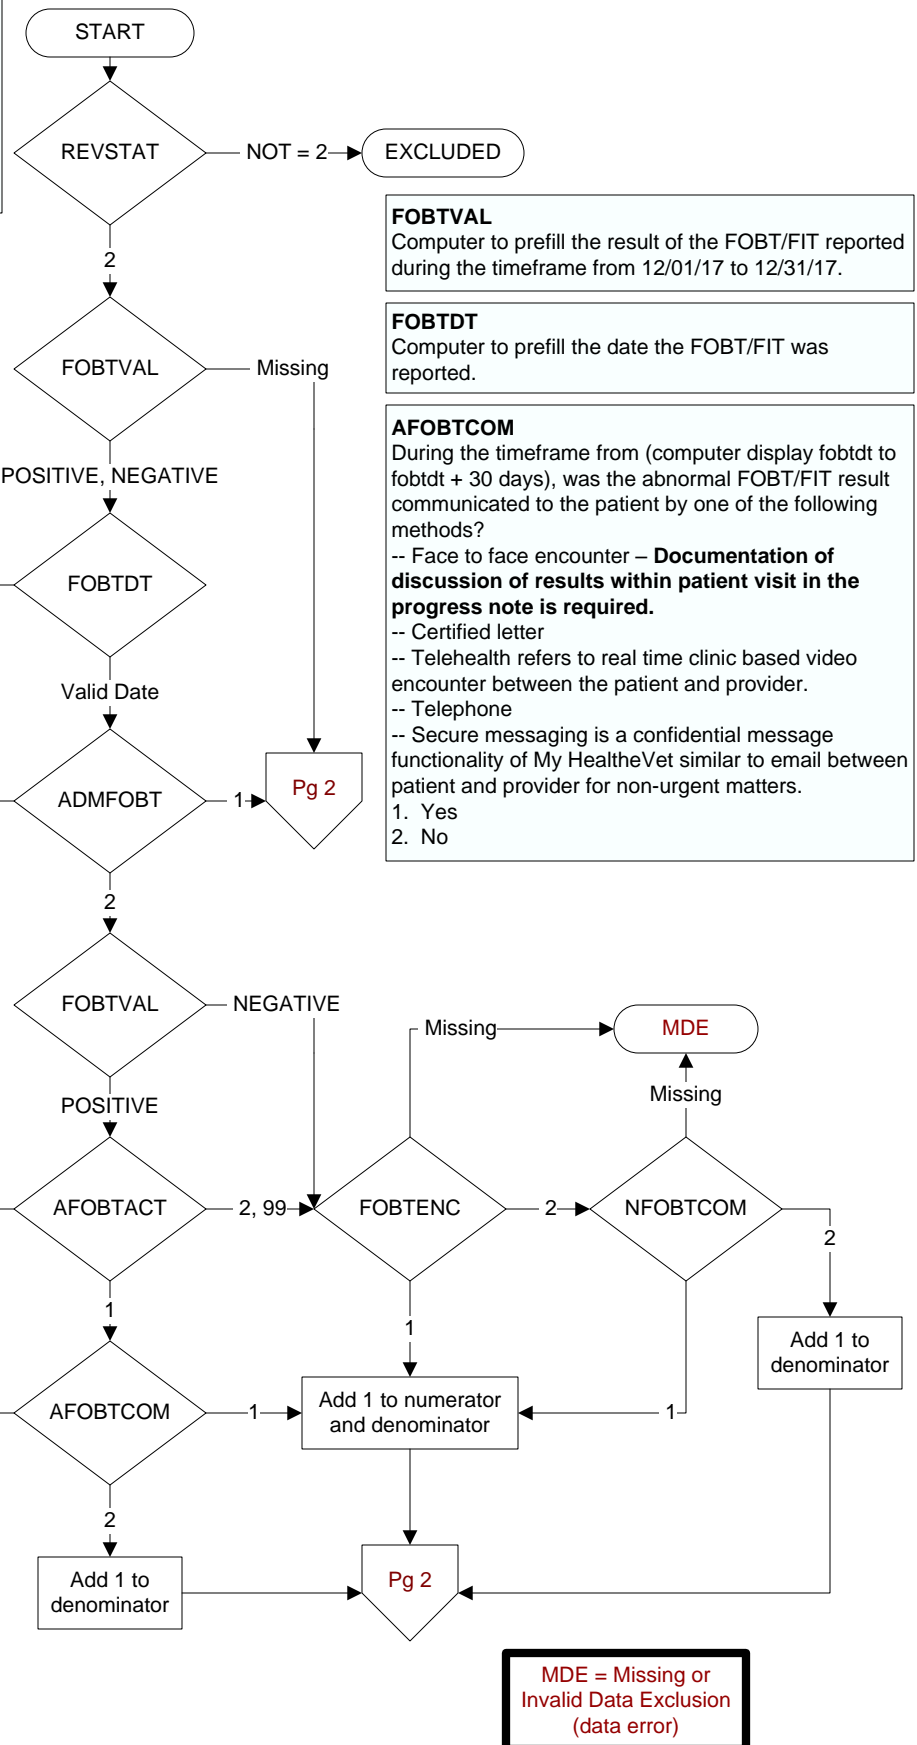 START
REVSTAT
NOT = 2
EXCLUDED
2
FOBTVAL
Computer to prefill the result of the FOBT/FIT reported
during the timeframe from 12/01/17 to 12/31/17.
FOBTDT
Computer to prefill the date the FOBT/FIT was
reported.
FOBTVAL
Missing
POSITIVE, NEGATIVE
AFOBTCOM
During the timeframe from (computer display fobtdt to
fobtdt + 30 days), was the abnormal FOBT/FIT result
communicated to the patient by one of the following
methods?
-- Face to face encounter – Documentation of
discussion of results within patient visit in the
progress note is required.
-- Certified letter
-- Telehealth refers to real time clinic based video
encounter between the patient and provider.
-- Telephone
-- Secure messaging is a confidential message
functionality of My HealtheVet similar to email between
patient and provider for non-urgent matters.
1. Yes
2. No
FOBTDT
Valid Date
ADMFOBT
1
Pg 2
2
FOBTVAL
NEGATIVE
Missing
MDE
Missing
POSITIVE
AFOBTACT
2, 99
FOBTENC
2
NFOBTCOM
2
1
1
Add 1 to
denominator
AFOBTCOM
1
Add 1 to numerator
and denominator
1
2
Add 1 to
denominator
Pg 2
MDE = Missing or
Invalid Data Exclusion
(data error)